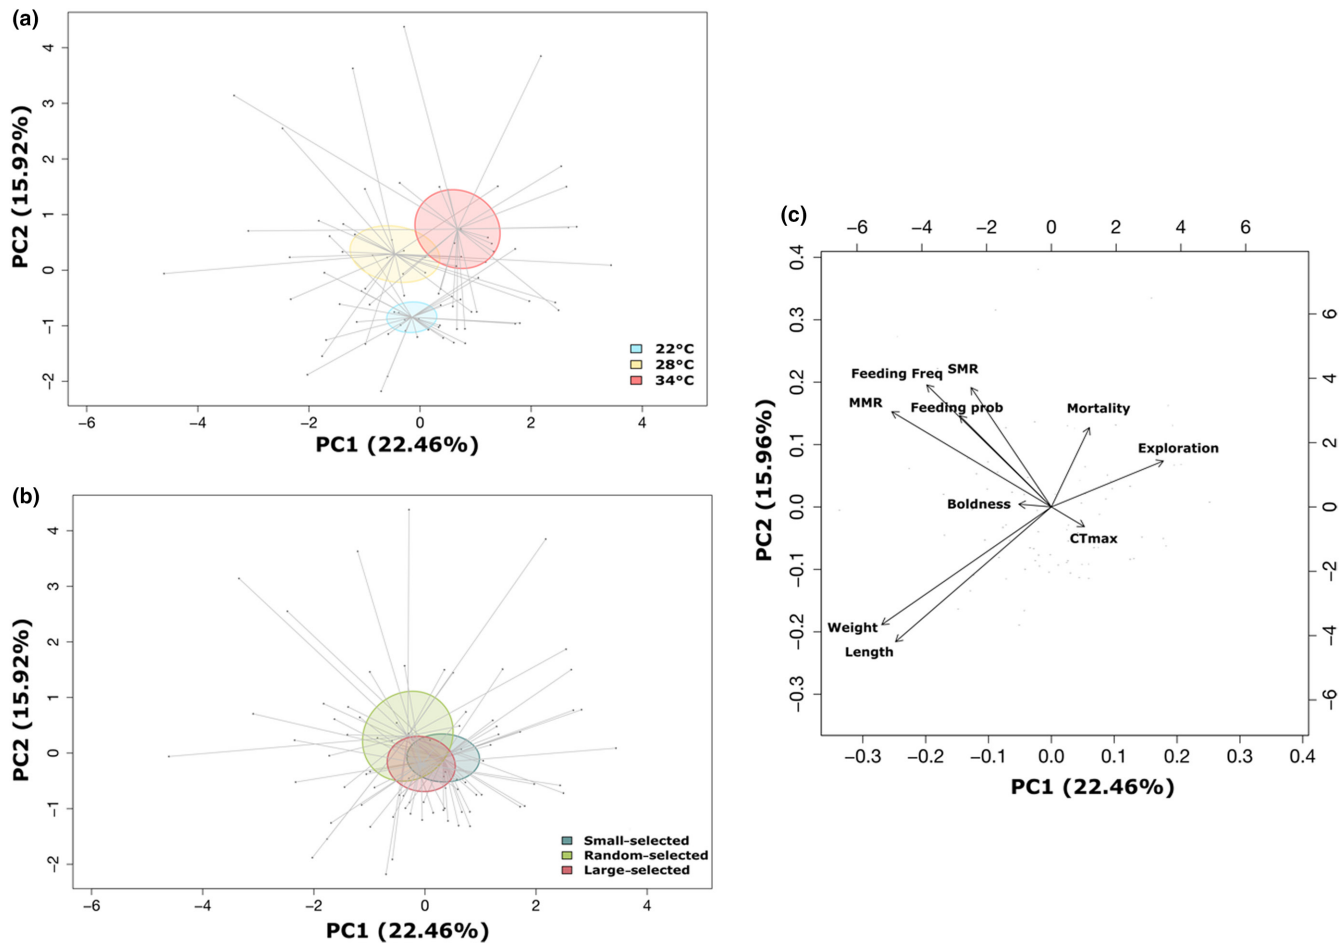 (a)
PC2 (15.92%)
4
3
2
1
0
−1
−2
−6
−4
−2
0
2
4
PC1 (22.46%)
22°C
28°C
34°C
(b)
PC2 (15.92%)
4
3
2
1
0
−1
−2
−6
−4
−2
0
2
4
PC1 (22.46%)
Small-selected
Random-selected
Large-selected
(c)
−6
−4
−2
0
2
4
6
PC2 (15.96%)
0.4
0.3
0.2
0.1
0.0
−0.1
−0.2
−0.3
6
4
2
0
−2
−4
−6
Feeding Freq
SMR
MMR
Feeding prob
Mortality
Exploration
Boldness
CTmax
Weight
Length
−0.3
−0.2
−0.1
0.0
0.1
0.2
0.3
0.4
PC1 (22.46%)